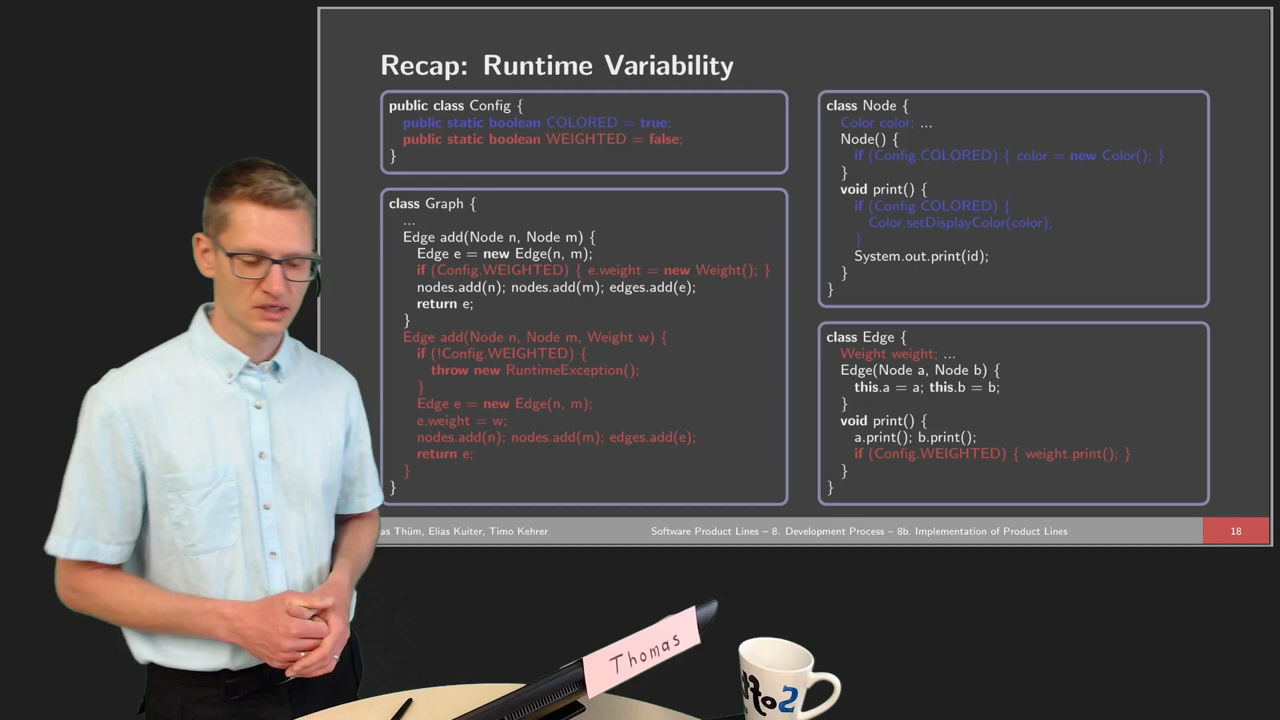 Recap: Runtime Variability
public class Config {
public static boolean COLORED = true;
public static boolean WEIGHTED = false;
}
class Graph {
...
Edge add(Node n, Node m) {
Edge e = new Edge(n, m);
if (Config.WEIGHTED) { e.weight = new Weight(); }
nodes.add(n); nodes.add(m); edges.add(e);
return e;
}
Edge add(Node n, Node m, Weight w) {
if (!Config.WEIGHTED) {
throw new RuntimeException();
}
Edge e = new Edge(n, m);
e.weight = w;
nodes.add(n); nodes.add(m); edges.add(e);
return e;
}
}
class Node {
Color color; ...
Node() {
if (Config.COLORED) { color = new Color(); }
}
void print() {
if (Config.COLORED) {
Color.setDisplayColor(color);
}
System.out.print(id);
}
}
class Edge {
Weight weight; ...
Edge(Node a, Node b) {
this.a = a; this.b = b;
}
void print() {
a.print(); b.print();
if (Config.WEIGHTED) { weight.print(); }
}
}
as Thüm, Elias Kuiter, Timo Kehrer
Software Product Lines – 8. Development Process – 8b. Implementation of Product Lines
18
Thomas